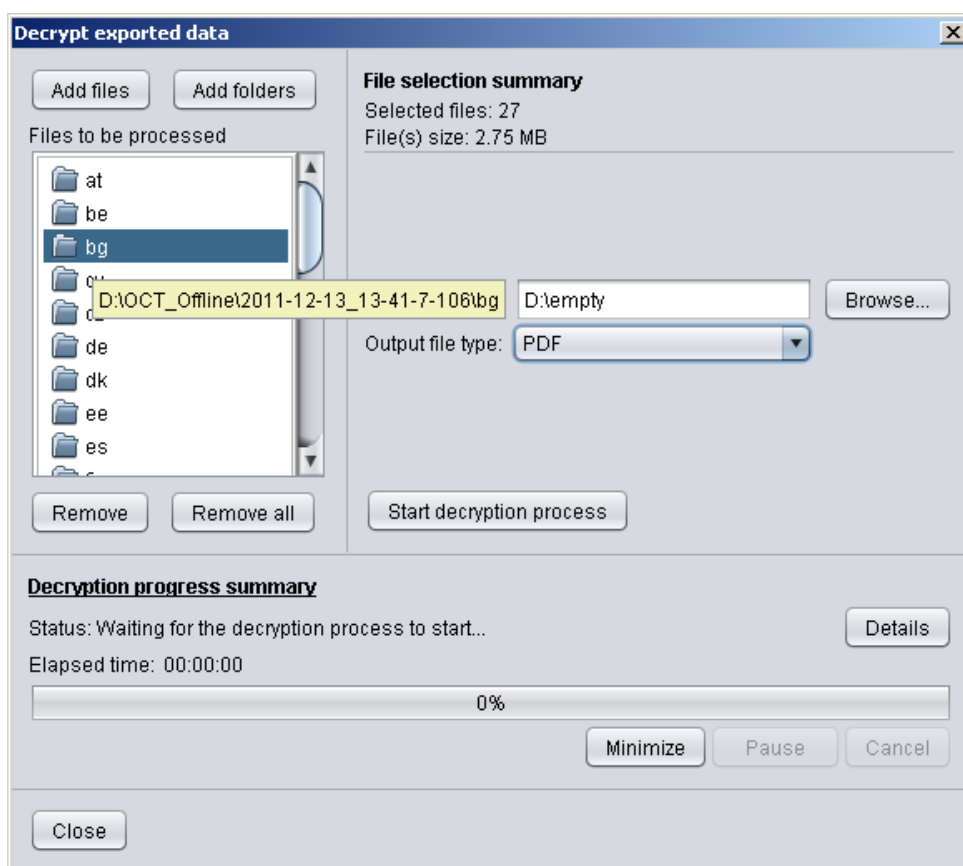 Decrypt exported data
Add files
Add folders
Files to be processed
at
be
bg
de
dk
ee
es
Remove
Remove all
File selection summary
Selected files: 27
File(s) size: 2.75 MB
D:\OCT_Offline\2011-12-13_13-41-7-106\bg
D:\empty
Browse...
Output file type:
PDF
Start decryption process
Decryption progress summary
Status: Waiting for the decryption process to start...
Details
Elapsed time: 00:00:00
0%
Minimize
Pause
Cancel
Close